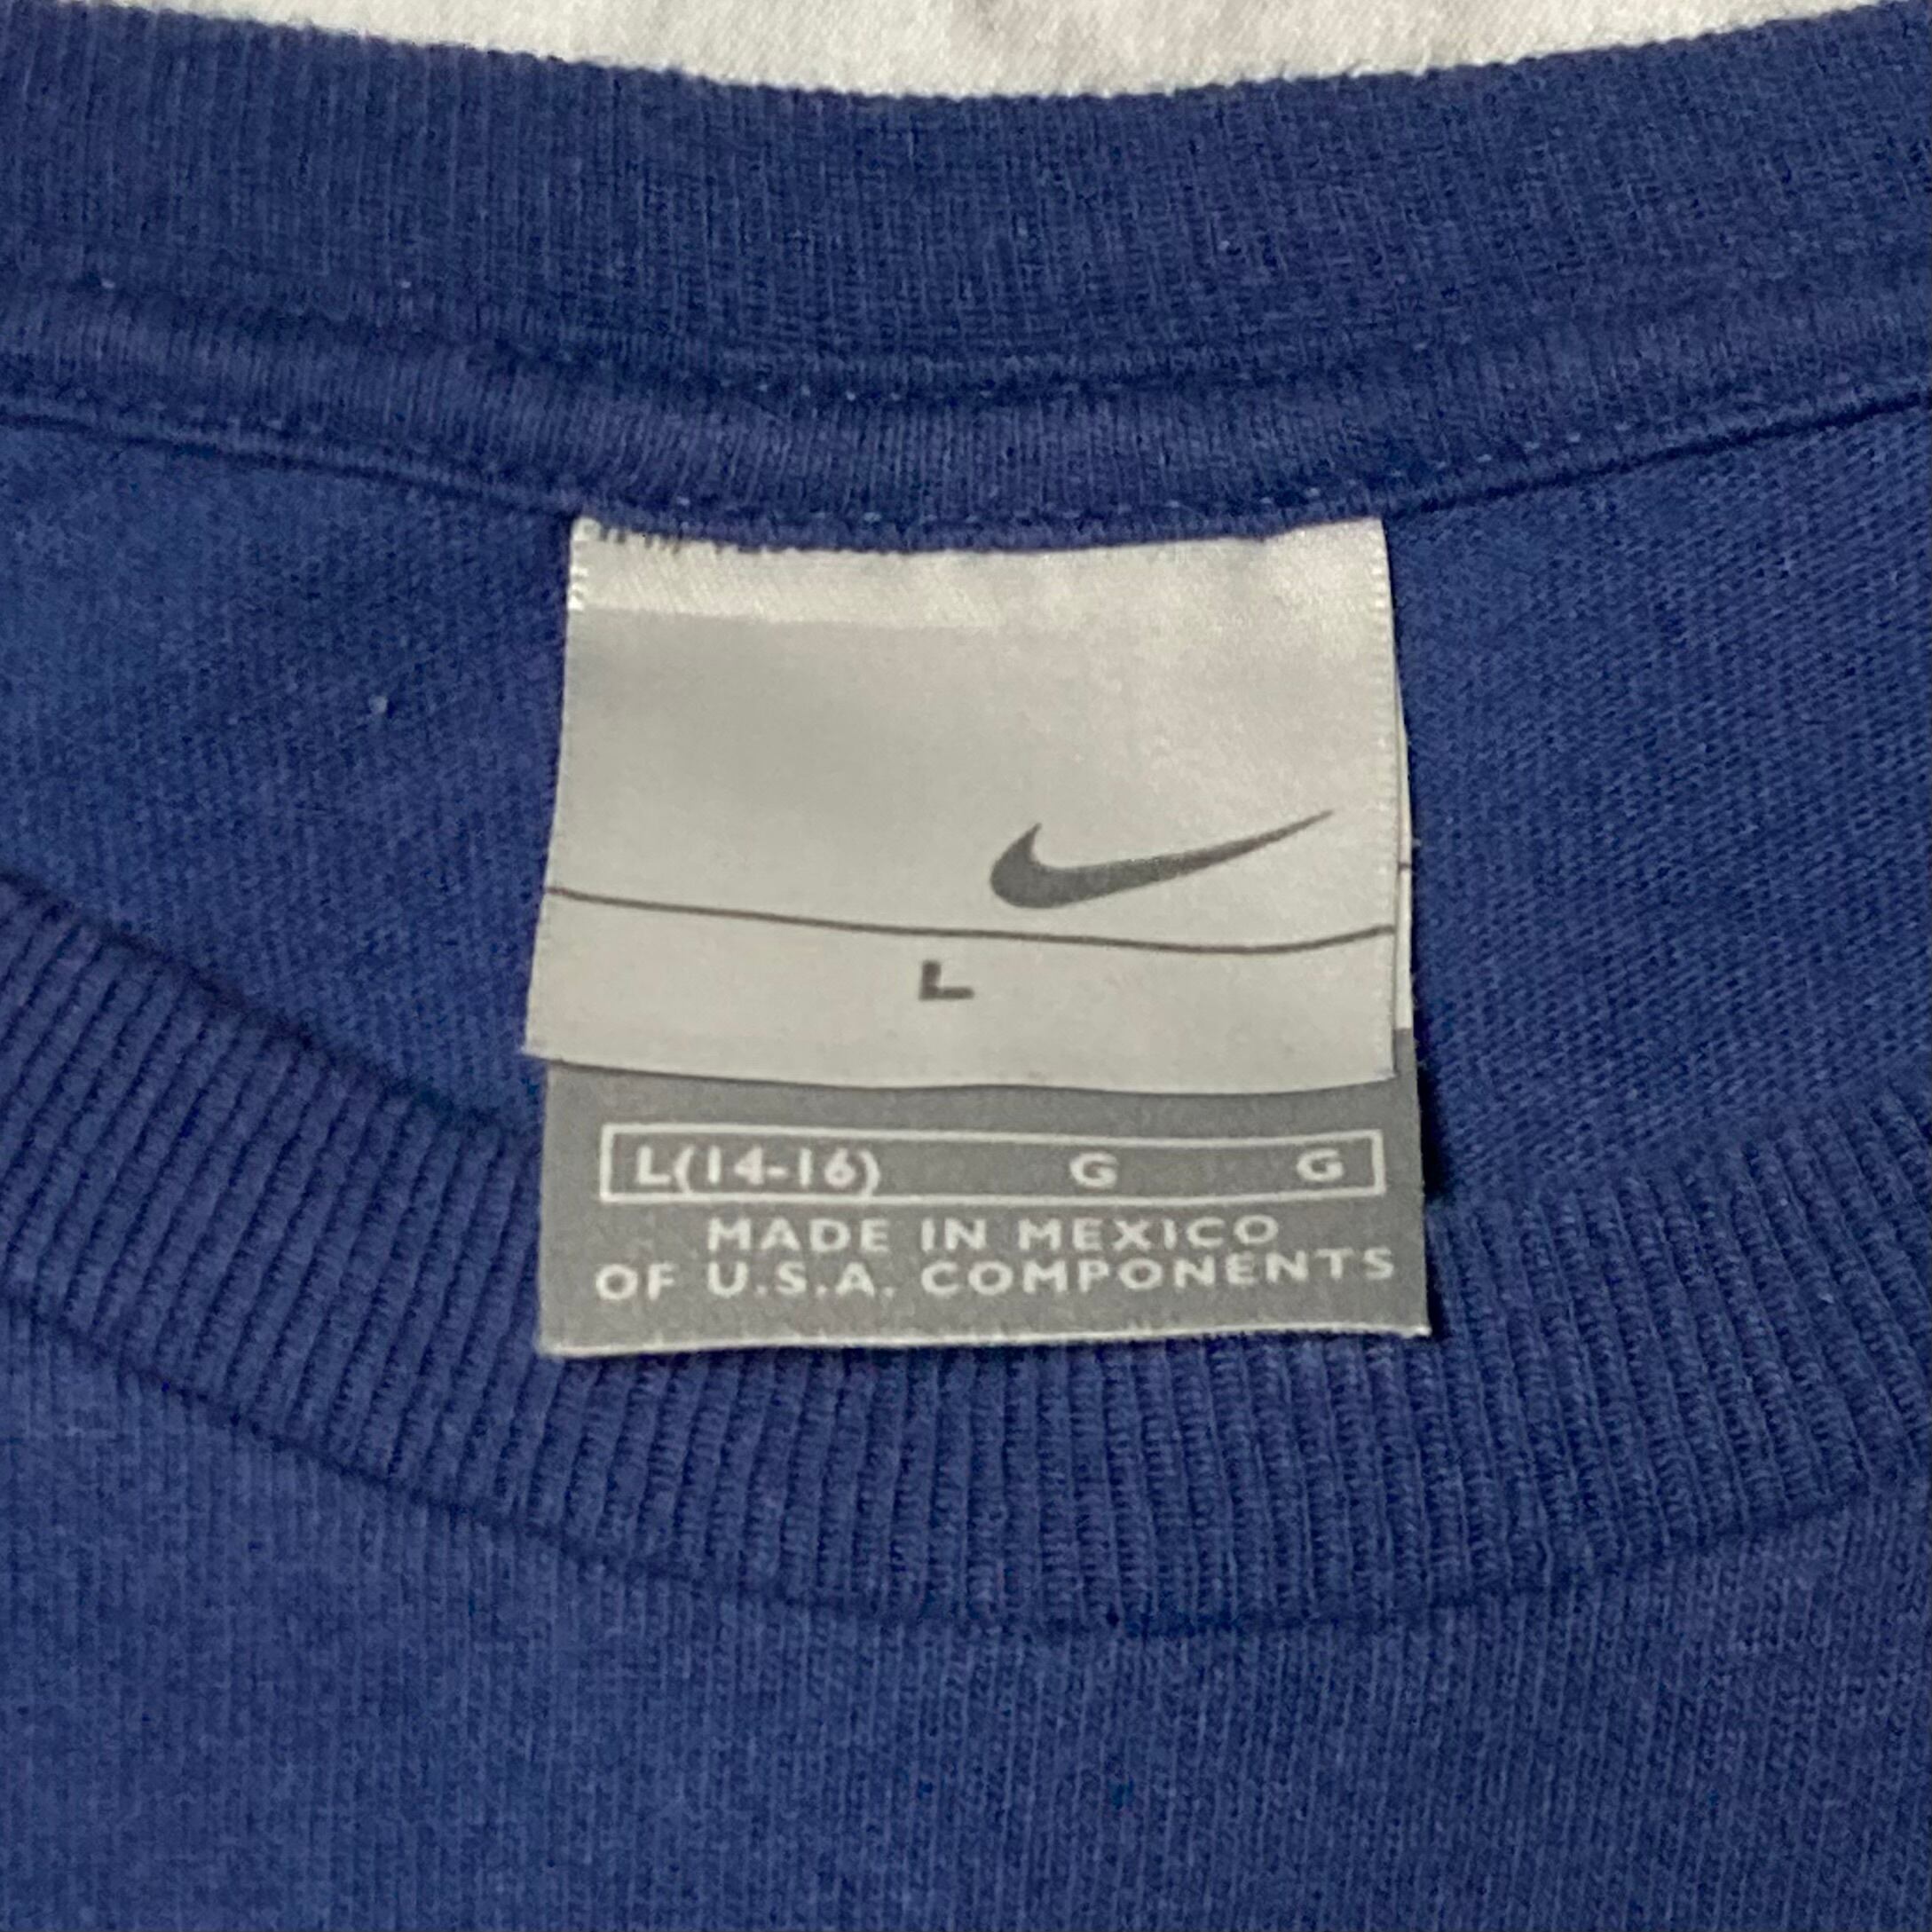 L
L(14-16) G G
MADE IN MEXICO
OF U.S.A. COMPONENTS